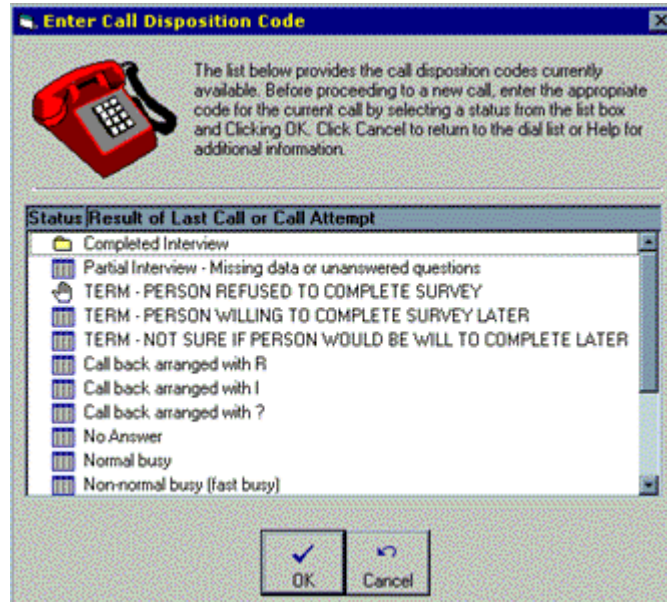 Enter Call Disposition Code
The list below provides the call disposition codes currently
available. Before proceeding to a new call, enter the appropriate
code for the current call by selecting a status from the list box
and Clicking OK. Click Cancel to return to the dial list or Help for
additional information.
Status Result of Last Call or Call Attempt
Completed Interview
Partial Interview - Missing data or unanswered questions
TERM - PERSON REFUSED TO COMPLETE SURVEY
TERM - PERSON WILLING TO COMPLETE SURVEY LATER
TERM - NOT SURE IF PERSON WOULD BE WILL TO COMPLETE LATER
Call back arranged with R
Call back arranged with I
Call back arranged with ?
No Answer
Normal busy
Non-normal busy (fast busy)
OK Cancel